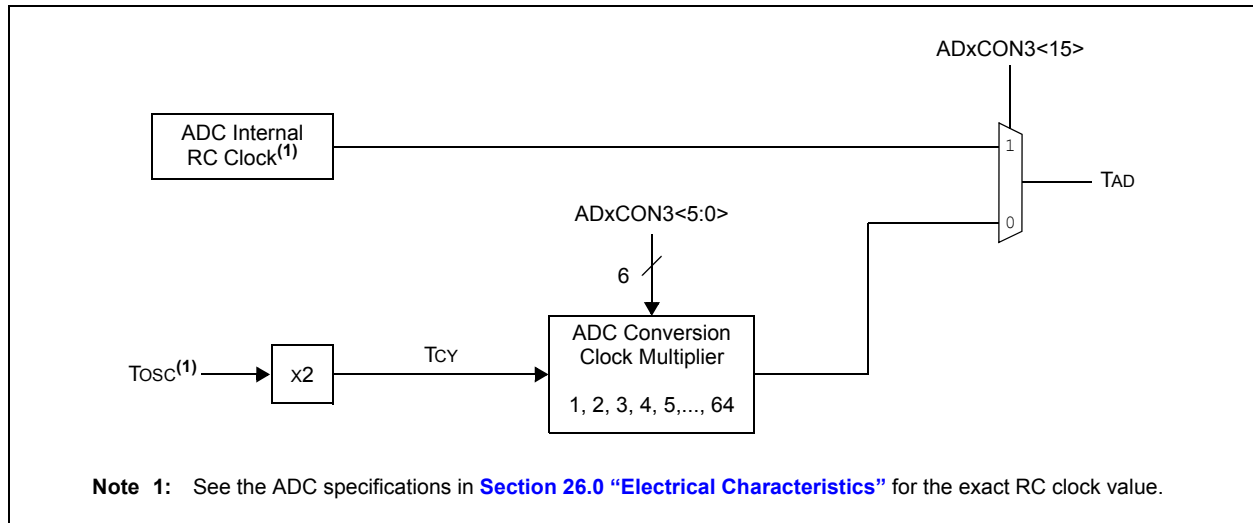 ADxCON3<15>
ADC Internal
RC Clock(1)
1
TAD
ADxCON3<5:0>
0
6
ADC Conversion
Clock Multiplier
TOSC(1)
X2
TCY
1, 2, 3, 4, 5,..., 64
Note 1: See the ADC specifications in Section 26.0 “Electrical Characteristics” for the exact RC clock value.